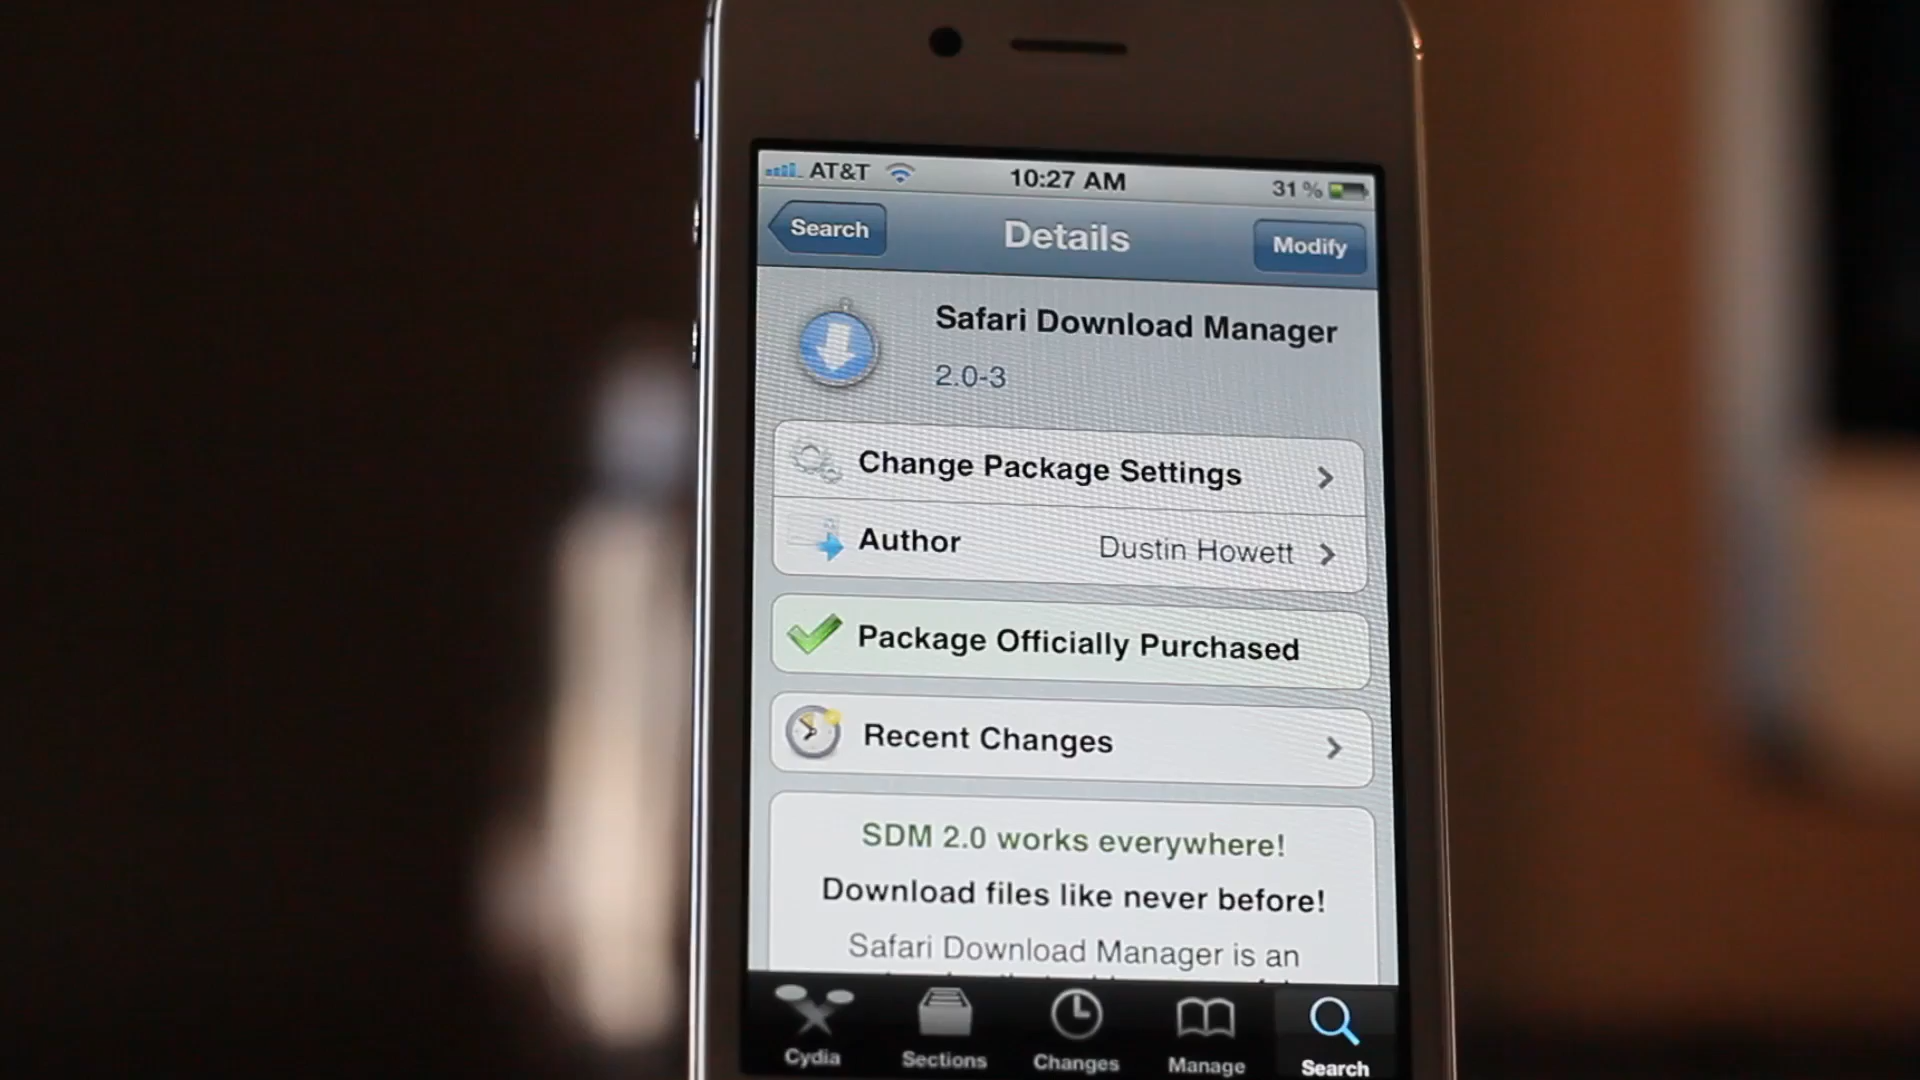 AT&T 10:27 AM 31 %
Search Details Modify
Safari Download Manager
2.0-3
Change Package Settings
Author Dustin Howett
Package Officially Purchased
Recent Changes
SDM 2.0 works everywhere!
Download files like never before!
Safari Download Manager is an
Cydia Sections Changes Manage Search